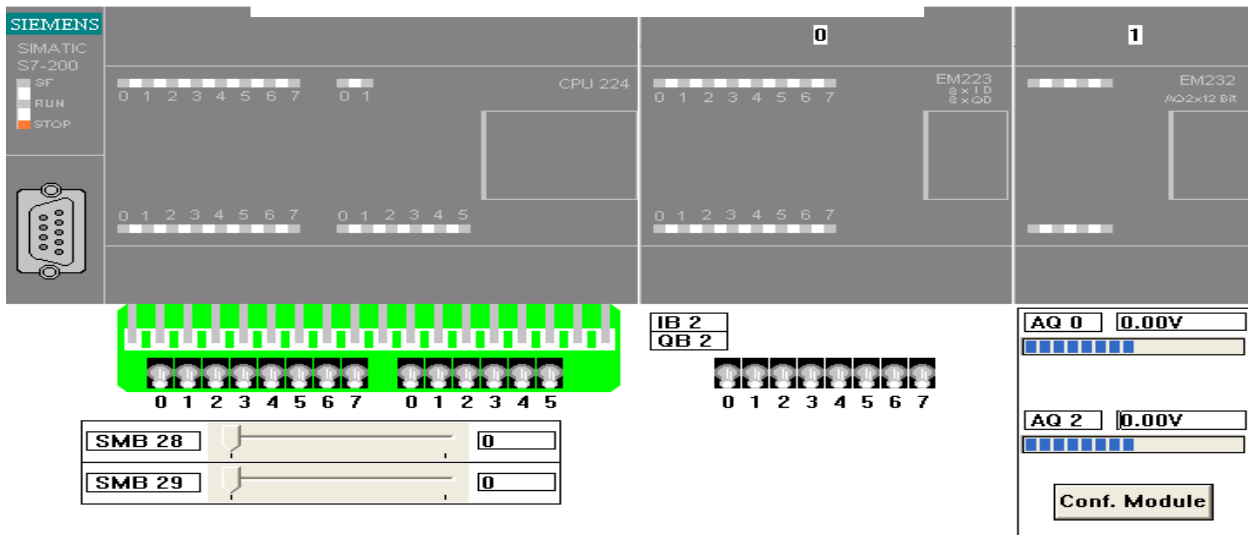 SIEMENS
SIMATIC
S7-200
SF
RUN
STOP
0 1 2 3 4 5 6 7
0 1
CPU 224
0 1 2 3 4 5 6 7
0 1 2 3 4 5
0
0 1 2 3 4 5 6 7
EM223
8×ID
8×QD
0 1 2 3 4 5 6 7
1
EM232
AQ2x12 Bit
0 1 2 3 4 5 6 7
0 1 2 3 4 5
SMB 28
0
SMB 29
0
IB 2
QB 2
0 1 2 3 4 5 6 7
AQ 0
0.00V
AQ 2
0.00V
Conf. Module